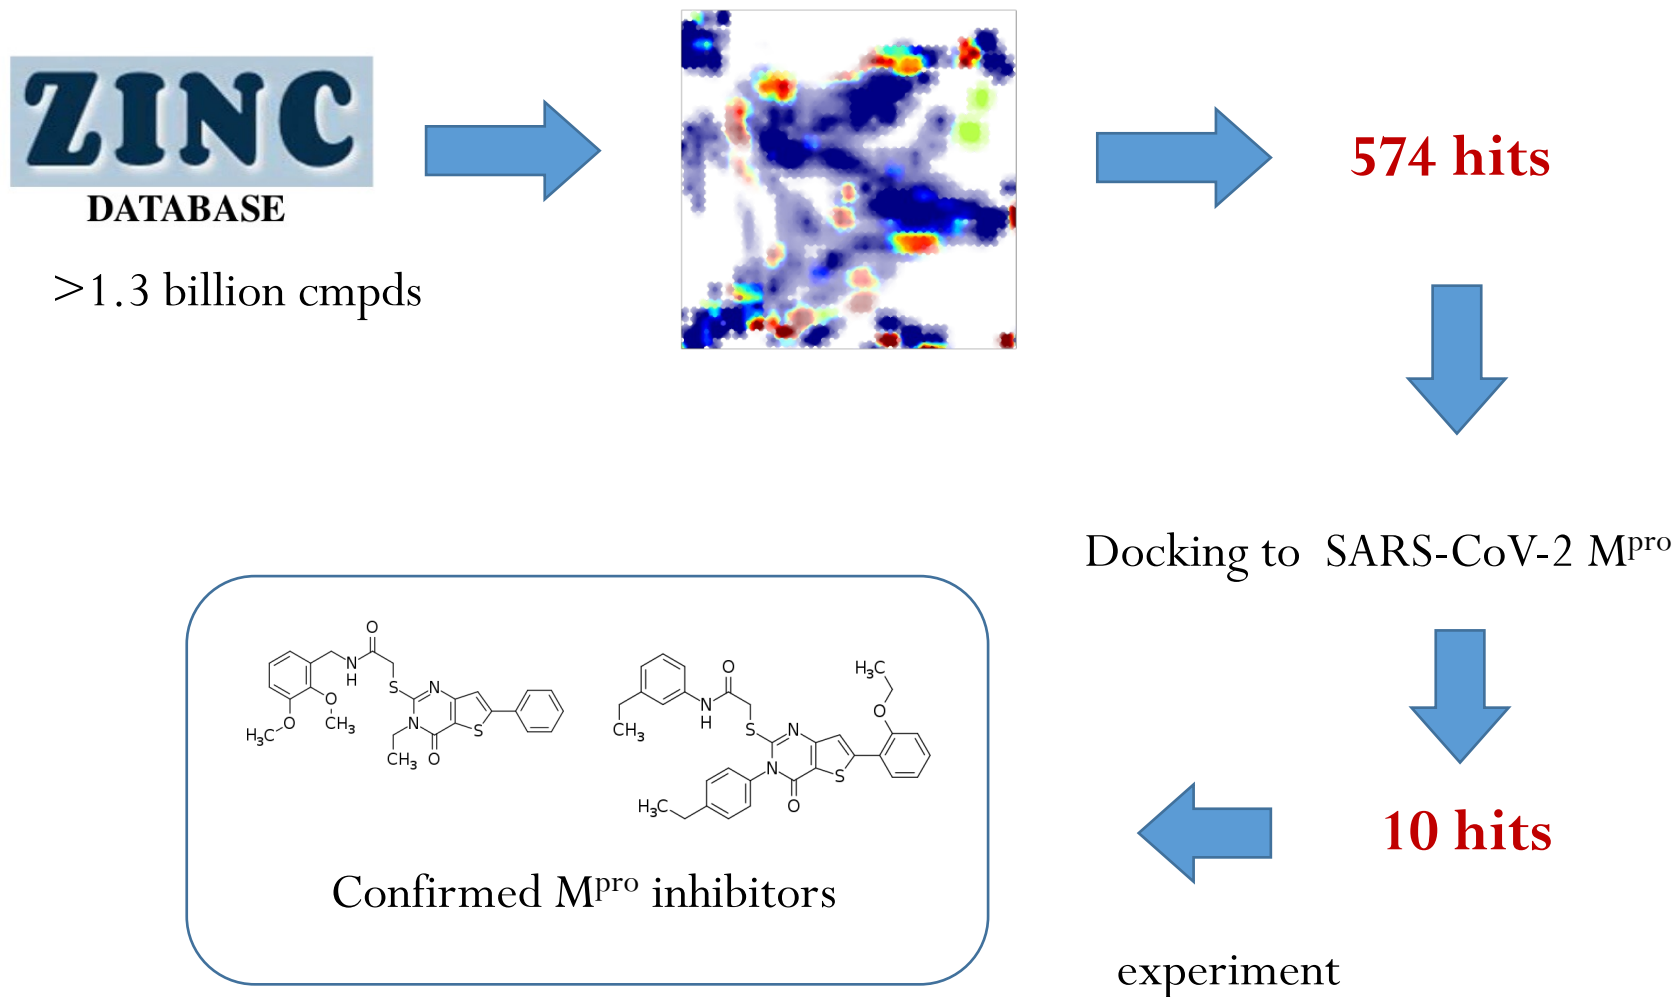 ZINC
DATABASE
>1.3 billion cmpds
574 hits
Docking to SARS-CoV-2 Mpro
10 hits
experiment
O
N
H
S
N
N
O
S
O
CH3
O
H3C
CH3
O
N
H
S
N
N
O
S
O
H3C
CH3
H3C
Confirmed Mpro inhibitors